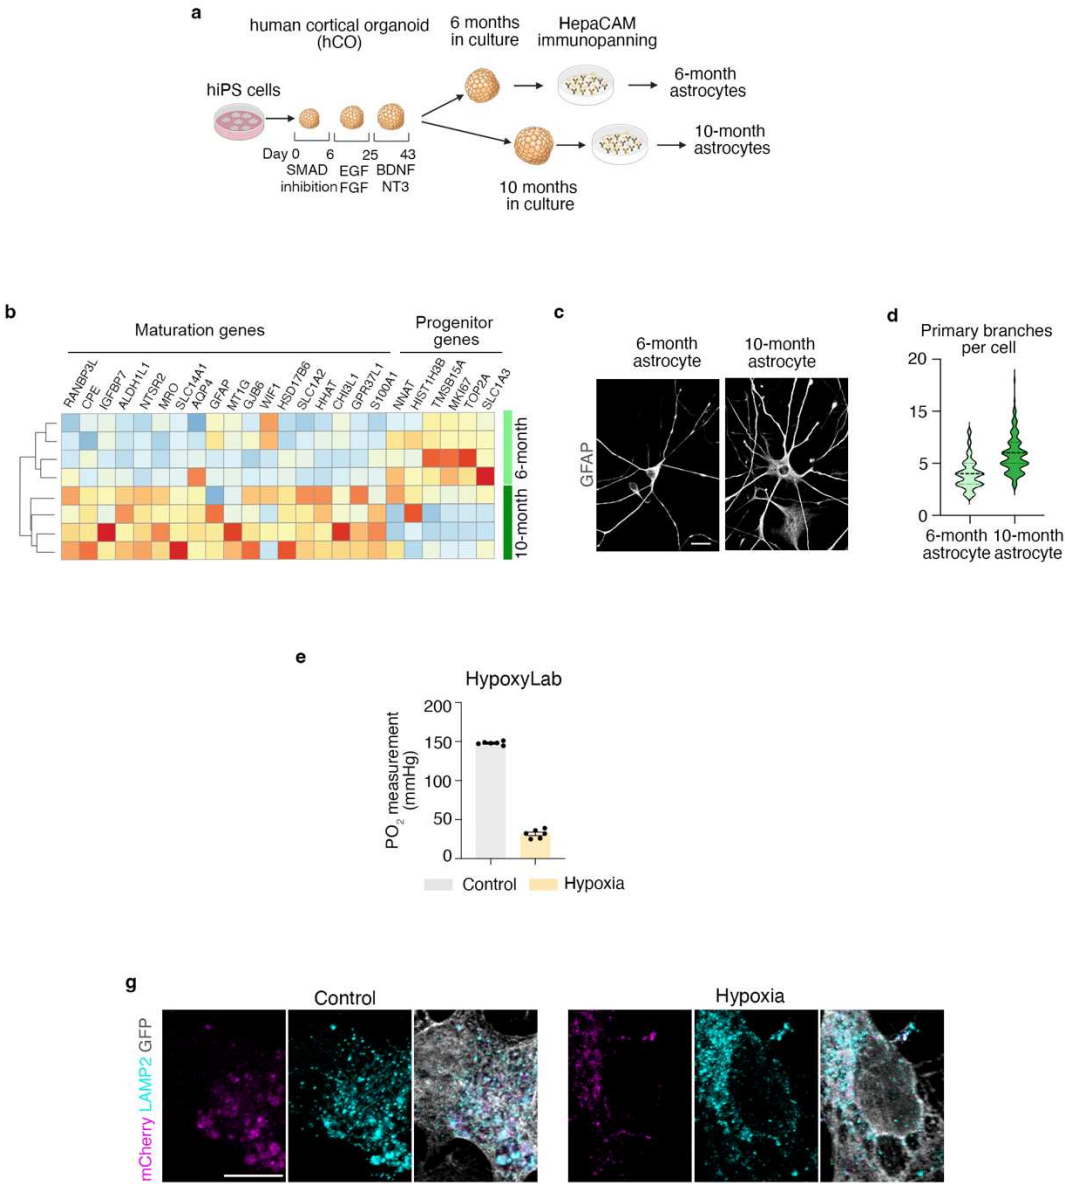 a
human cortical organoid
(hCO)
6 months
in culture
HepaCAM
immunopanning
hiPS cells
6-month
astrocytes
10-month
astrocytes
Day 0 6 25 43
SMAD
inhibition
EGF
FGF
BDNF
NT3
10 months
in culture
b
Maturation genes
Progenitor
genes
RANBP3L
CPE
IGFBP7
ALDH1L1
NTSR2
MRO
SLC14A1
AQP4
GFAP
MT1G
GJB6
WIF1
HSD17B6
SLC1A2
HHAT
CHI3L1
GPR37L1
S100A1
NNAT
HIST1H3B
TMSB15A
MKI67
TOP2A
SLC1A3
6-month
10-month
c
6-month
astrocyte
10-month
astrocyte
GFAP
d
Primary branches
per cell
20
15
5
0
6-month
astrocyte
10-month
astrocyte
e
HypoxyLab
PO2 measurement
(mmHg)
200
150
100
50
0
Control
Hypoxia
g
Control
Hypoxia
mCherry LAMP2 GFP